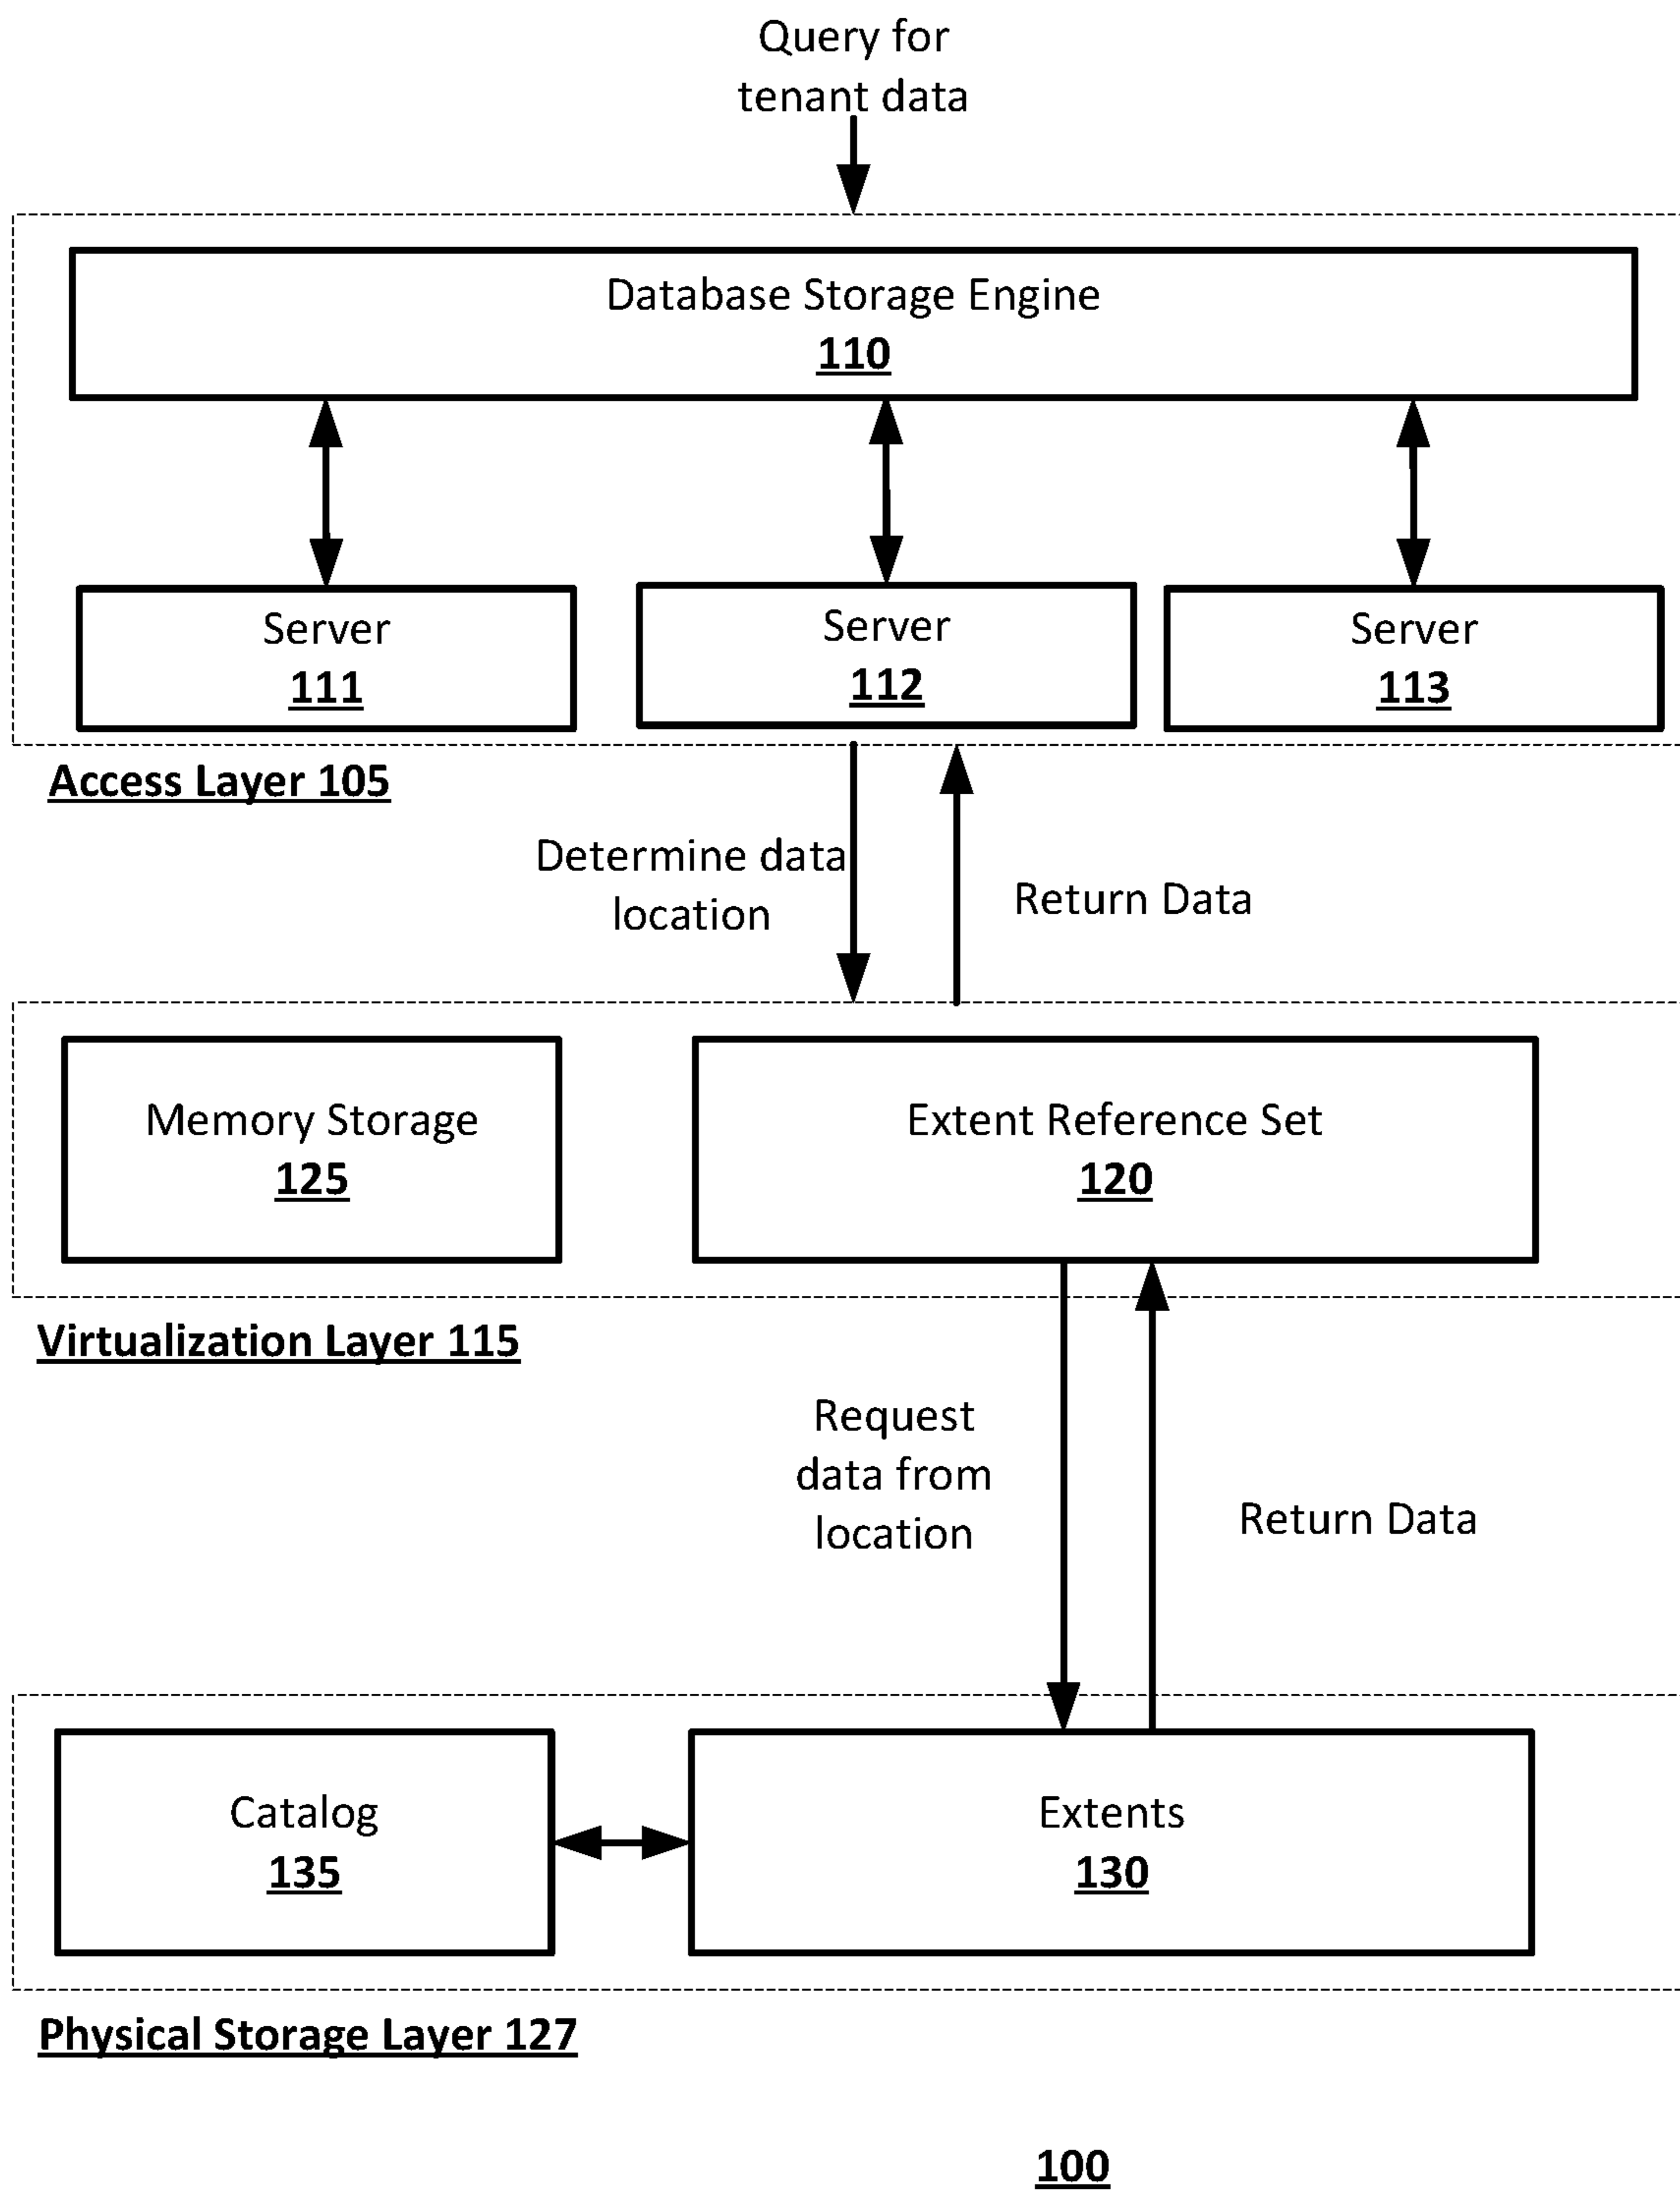 Query for
tenant data
Database Storage Engine
110
Server
111
Server
112
Server
113
Access Layer 105
Determine data
location
Return Data
Memory Storage
125
Extent Reference Set
120
Virtualization Layer 115
Request
data from
location
Return Data
Catalog
135
Extents
130
Physical Storage Layer 127
100